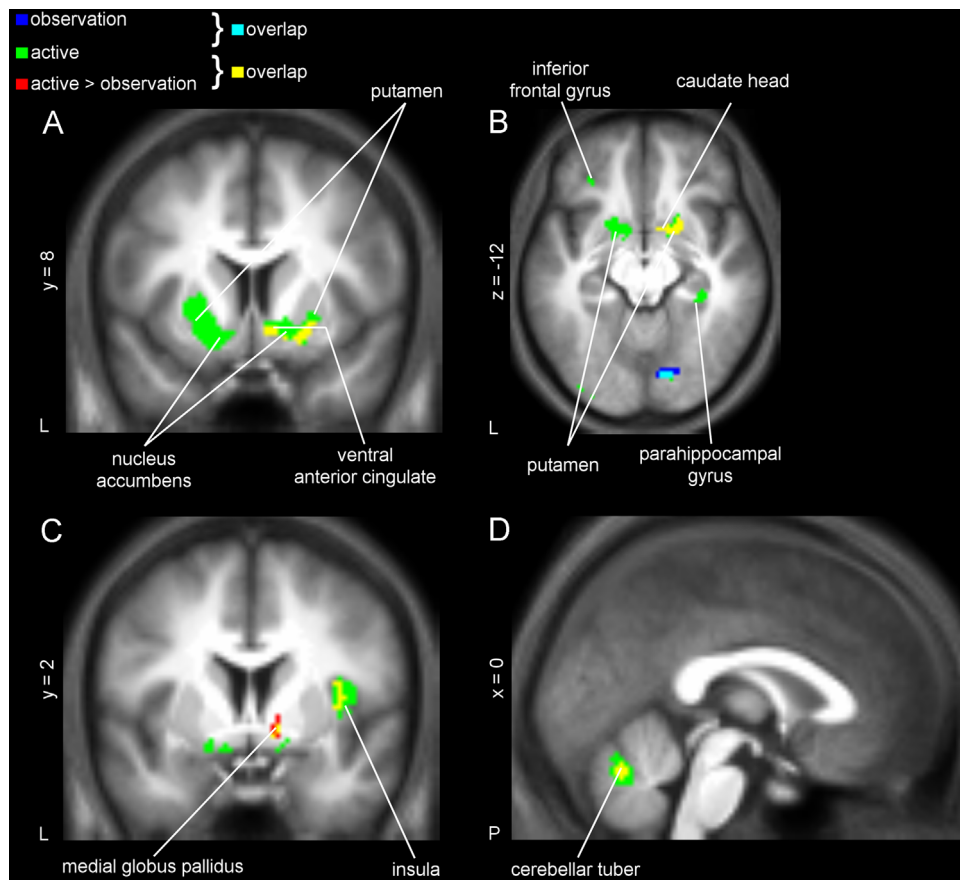 observation
} overlap
active
} overlap
active > observation
A
putamen
y = 8
L
nucleus
accumbens
ventral
anterior cingulate
B
inferior
frontal gyrus
caudate head
z = -12
L
putamen
parahippocampal
gyrus
C
y = 2
L
medial globus pallidus
insula
D
x = 0
P
cerebellar tuber